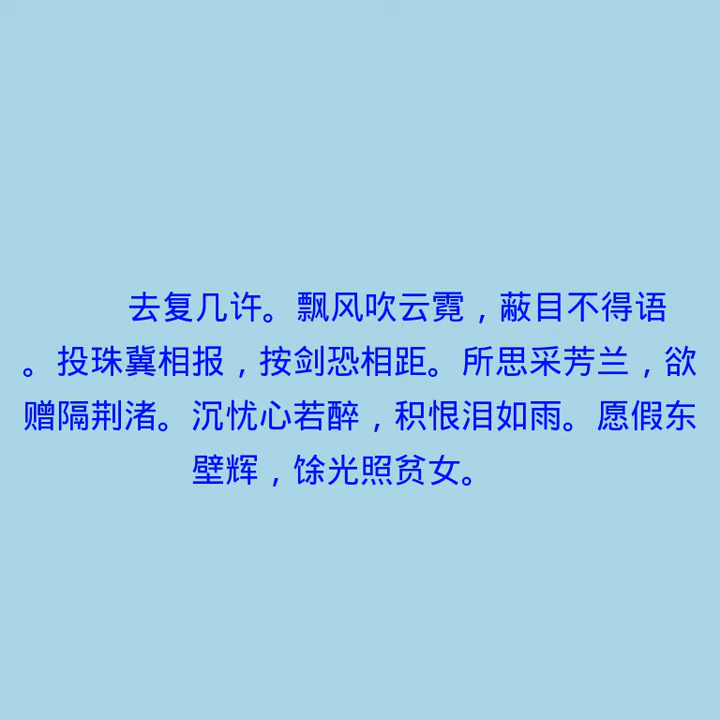 去复几许。飘风吹云霓，蔽目不得语
。投珠冀相报，按剑恐相距。所思采芳兰，欲
赠隔荆渚。沉忧心若醉，积恨泪如雨。愿假东
壁辉，馀光照贫女。